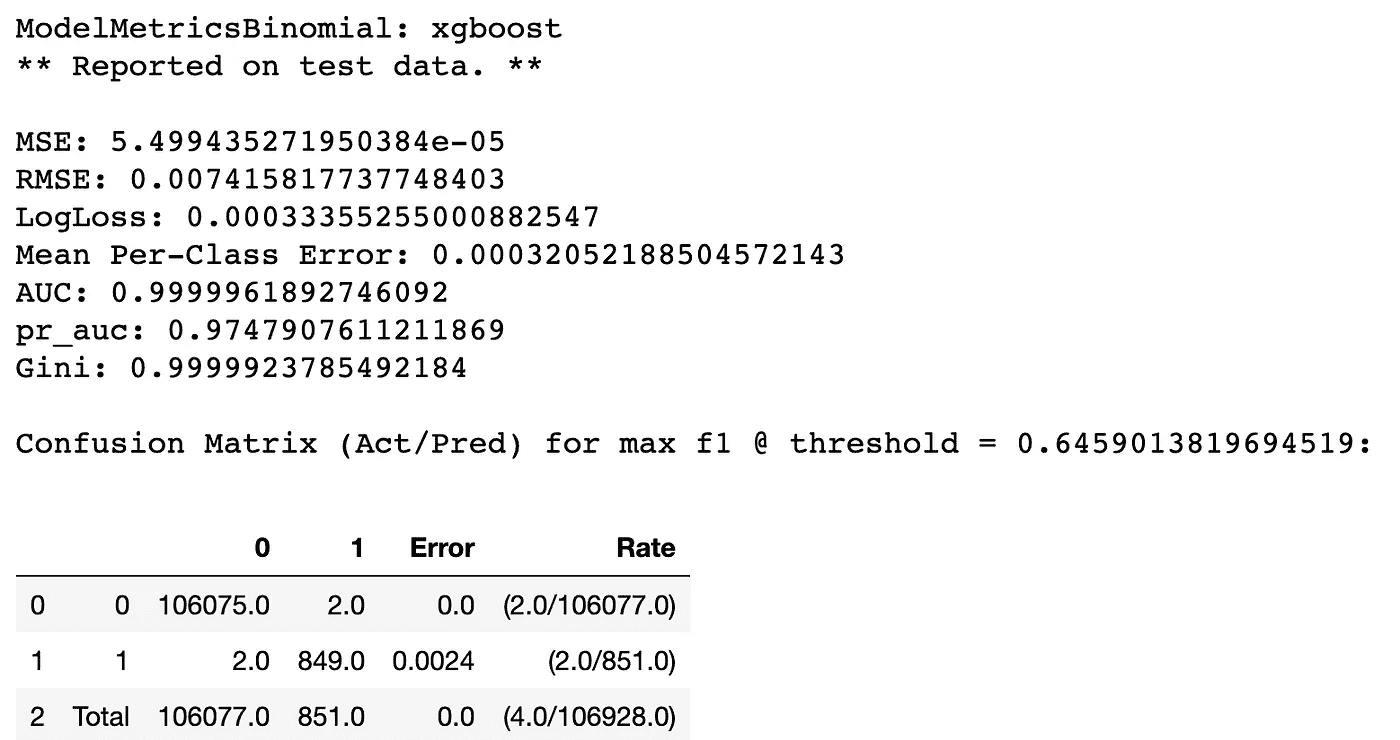 ModelMetricsBinomial: xgboost
** Reported on test data. **
MSE: 5.499435271950384e-05
RMSE: 0.007415817737748403
LogLoss: 0.00033355255000882547
Mean Per-Class Error: 0.00032052188504572143
AUC: 0.9999961892746092
pr_auc: 0.9747907611211869
Gini: 0.9999923785492184
Confusion Matrix (Act/Pred) for max f1 @ threshold = 0.6459013819694519:
0 1 Error Rate
0 0 106075.0 2.0 0.0 (2.0/106077.0)
1 1 2.0 849.0 0.0024 (2.0/851.0)
2 Total 106077.0 851.0 0.0 (4.0/106928.0)